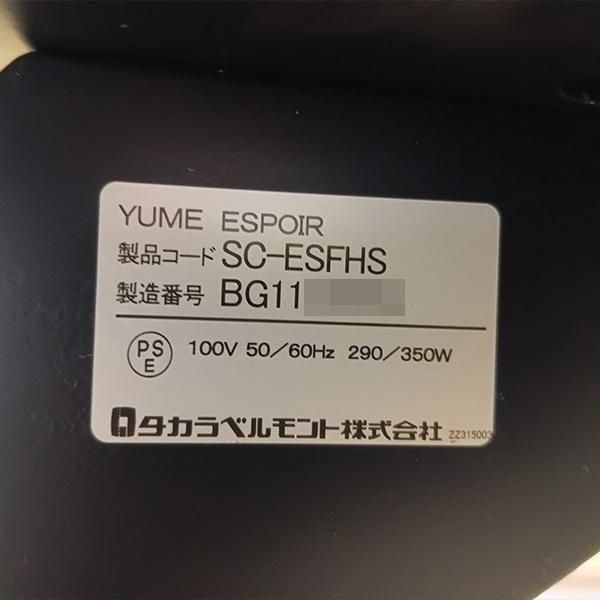 YUME ESPOIR
製品コード SC-ESFHS
製造番号 BG11
PS
E
100V 50/60Hz 290/350W
タカラベルモント株式会社 ZZ315003